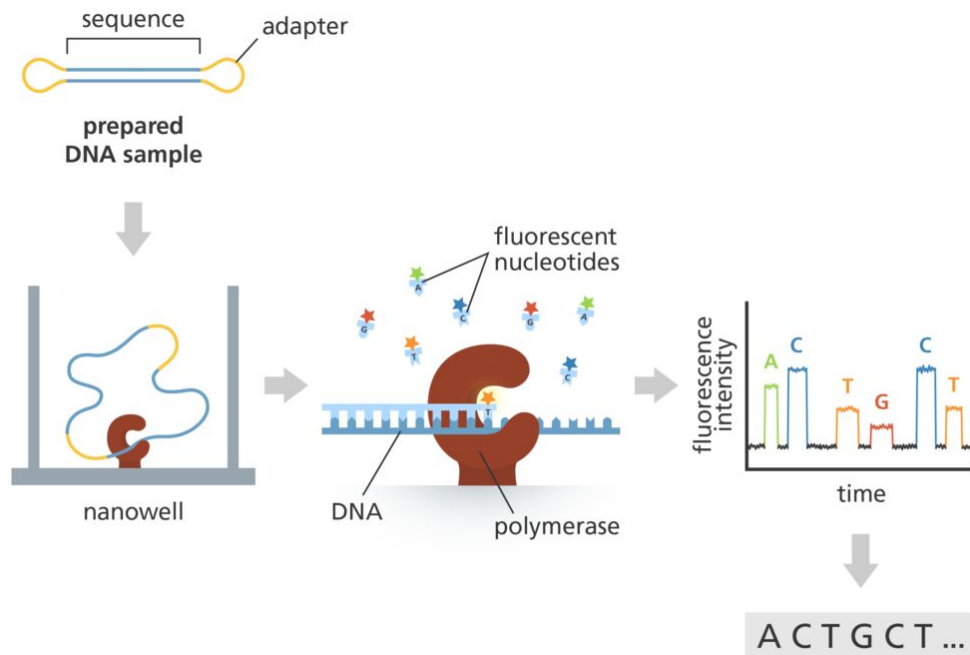 sequence
adapter
prepared
DNA sample
nanowell
fluorescent
nucleotides
A
C
G
G
A
T
C
T
DNA
polymerase
fluorescence
intensity
A
C
T
G
C
T
time
A C T G C T ...